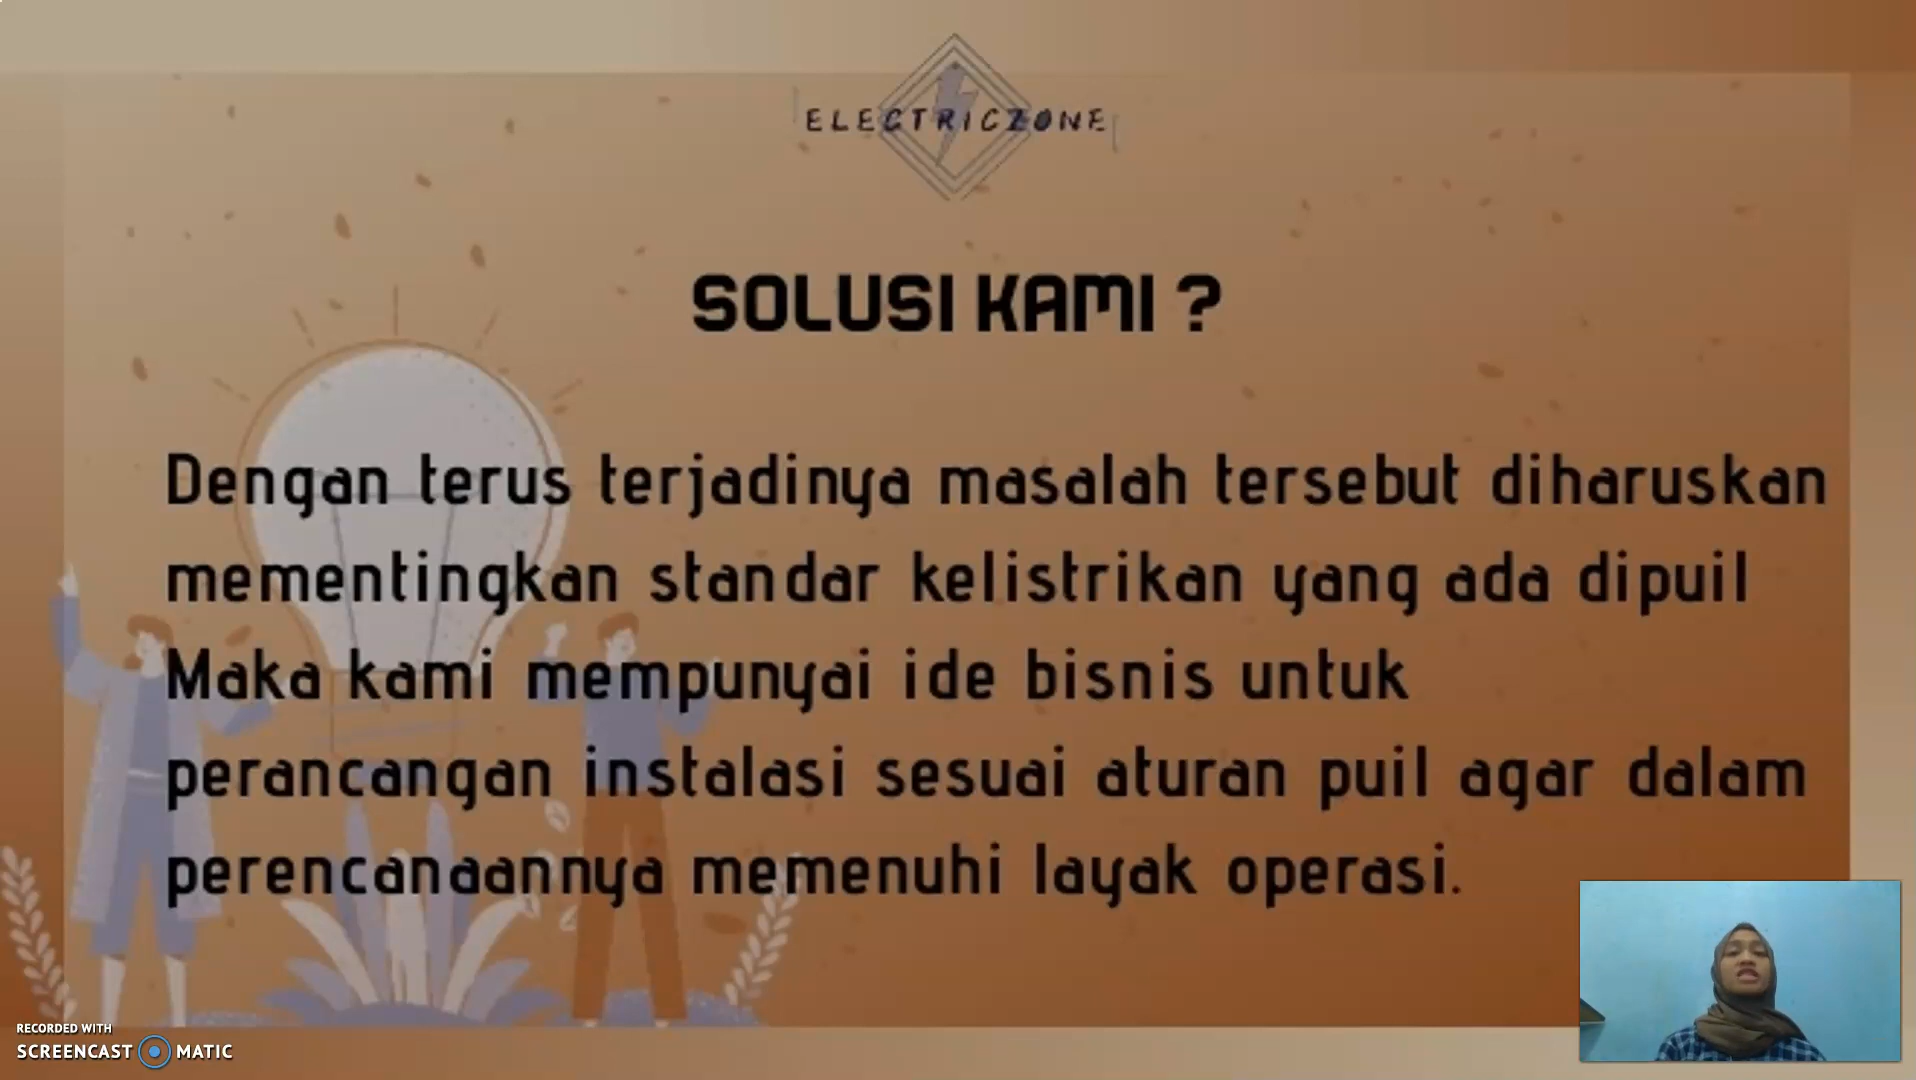 ELECTRICZONE
SOLUSI KAMI ?
Dengan terus terjadinya masalah tersebut diharuskan
mementingkan standar kelistrikan yang ada dipuil
Maka kami mempunyai ide bisnis untuk
perancangan instalasi sesuai aturan puil agar dalam
perencanaannya memenuhi layak operasi.
RECORDED WITH
SCREENCAST MATIC